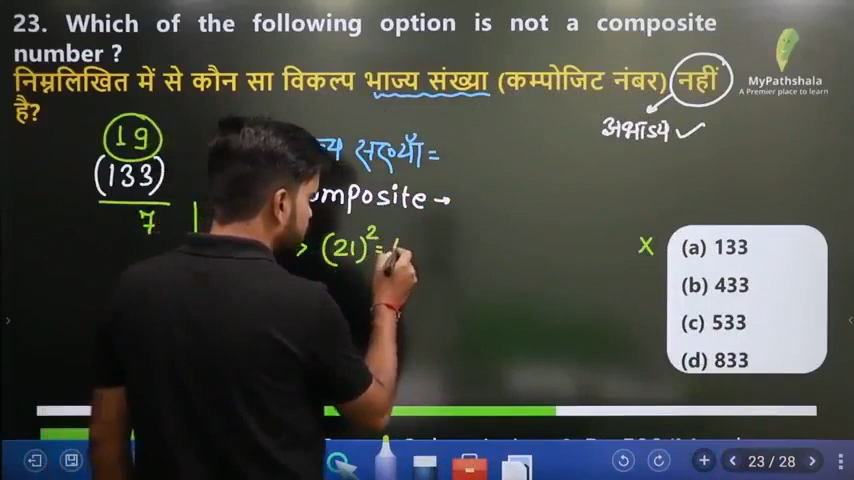 23. Which of the following option is not a composite
number ?
निम्नलिखित में से कौन सा विकल्प भाज्य संख्या (कम्पोजिट नंबर) नहीं
है?
MyPathshala
A Premier place to learn
अभाज्य ✓
19
(133)
7
संख्याँ =
omposite →
(21)² =
x
(a) 133
(b) 433
(c) 533
(d) 833
23 / 28